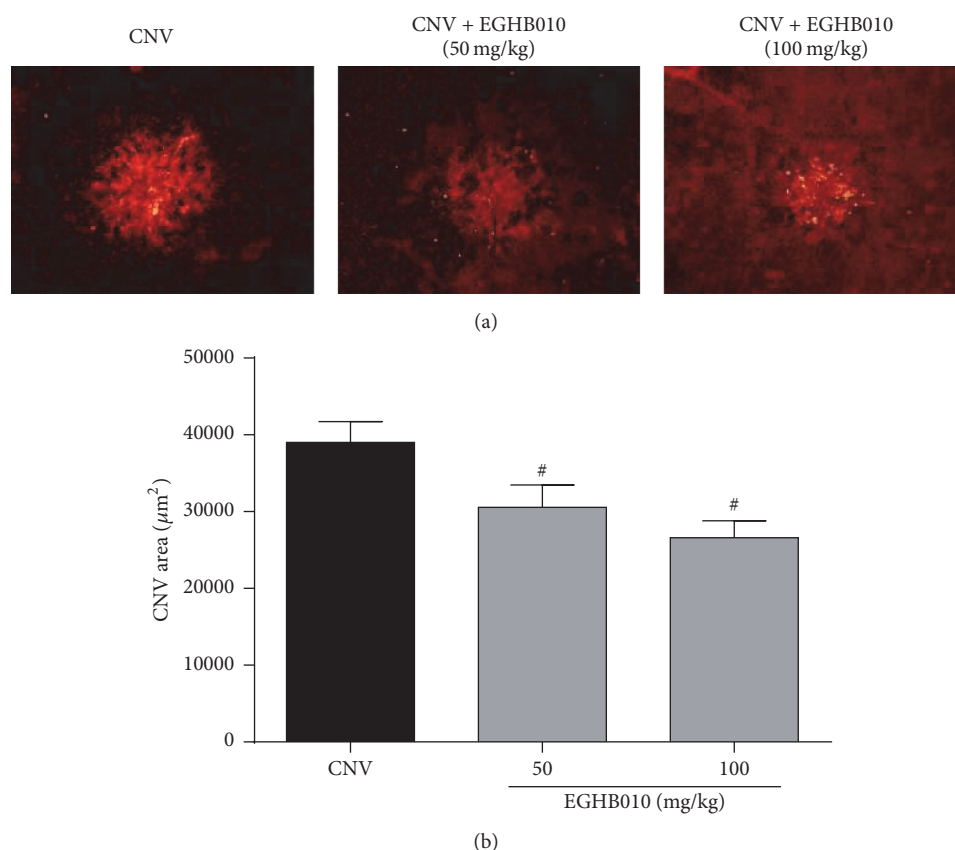 CNV
CNV + EGHB010
(50 mg/kg)
CNV + EGHB010
(100 mg/kg)
(a)
50000
40000
30000
20000
10000
0
CNV area (μm²)
#
#
CNV
50
100
EGHB010 (mg/kg)
(b)